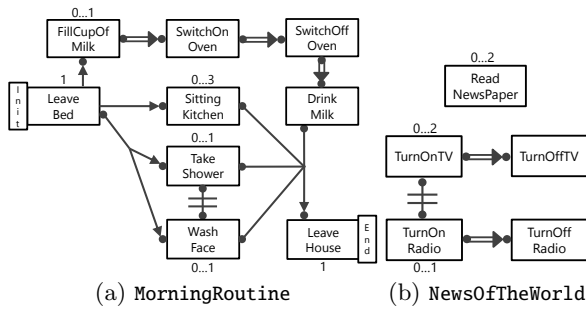 0...1
FillCupOf
Milk
SwitchOn
Oven
SwitchOff
Oven
1
Init
Leave
Bed
0...3
Sitting
Kitchen
Drink
Milk
0...1
Take
Shower
Wash
Face
0...1
Leave
House
End
1
0...2
Read
NewsPaper
0...2
TurnOnTV
TurnOffTV
TurnOn
Radio
0...1
TurnOff
Radio
(a) MorningRoutine
(b) NewsOfTheWorld